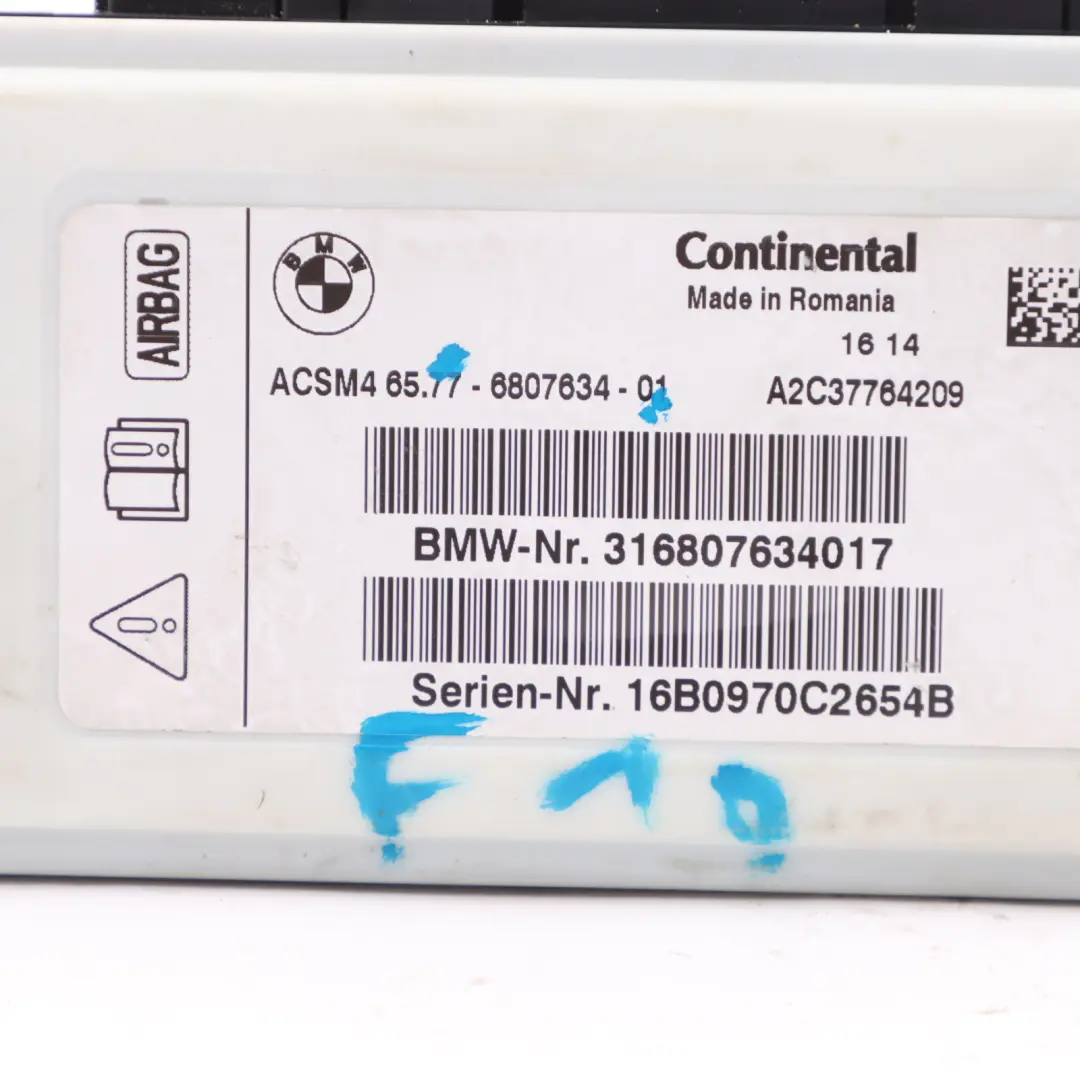 AIRBAG
BMW
Continental
Made in Romania
16 14
ACSM4 65.77 - 6807634 - 01
A2C37764209
BMW-Nr. 316807634017
Serien-Nr. 16B0970C2654B
F10